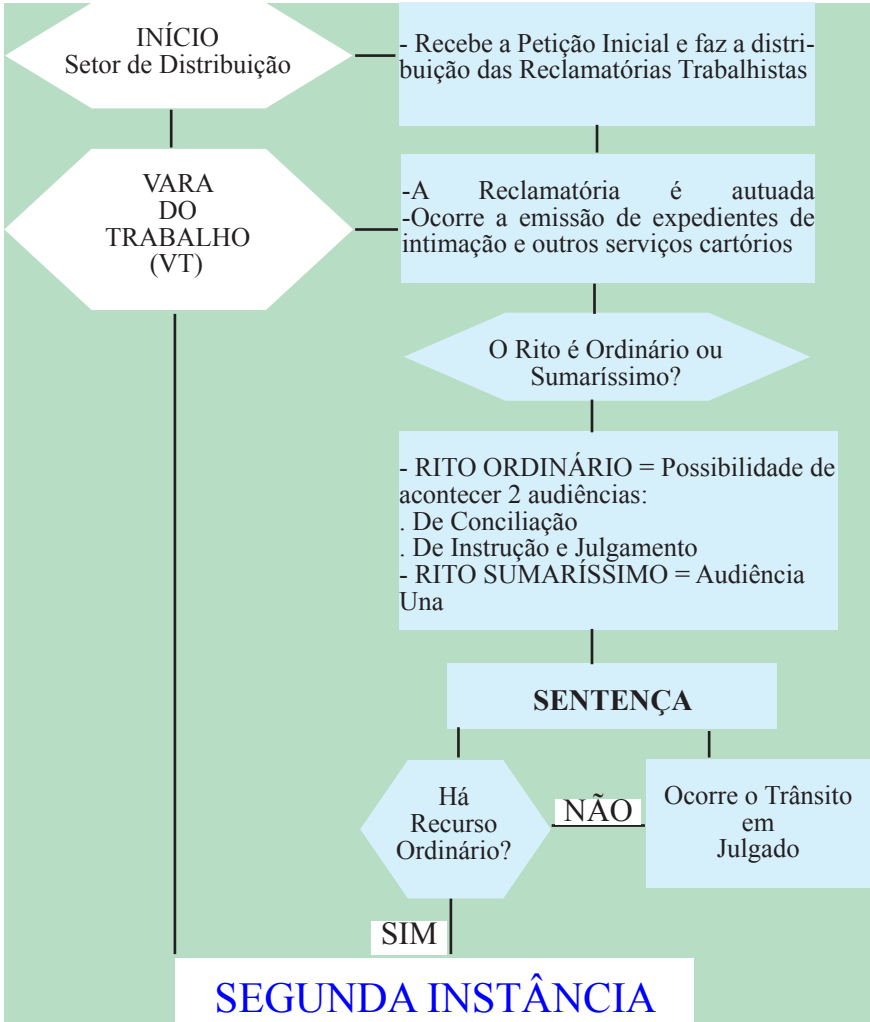 INÍCIO
Setor de Distribuição
- Recebe a Petição Inicial e faz a distri-
buição das Reclamatórias Trabalhistas
VARA
DO
TRABALHO
(VT)
-A Reclamatória é autuada
-Ocorre a emissão de expedientes de
intimação e outros serviços cartórios
O Rito é Ordinário ou
Sumaríssimo?
- RITO ORDINÁRIO = Possibilidade de
acontecer 2 audiências:
. De Conciliação
. De Instrução e Julgamento
- RITO SUMARÍSSIMO = Audiência
Una
SENTENÇA
Há
Recurso
Ordinário?
NÃO
Ocorre o Trânsito
em
Julgado
SIM
SEGUNDA INSTÂNCIA